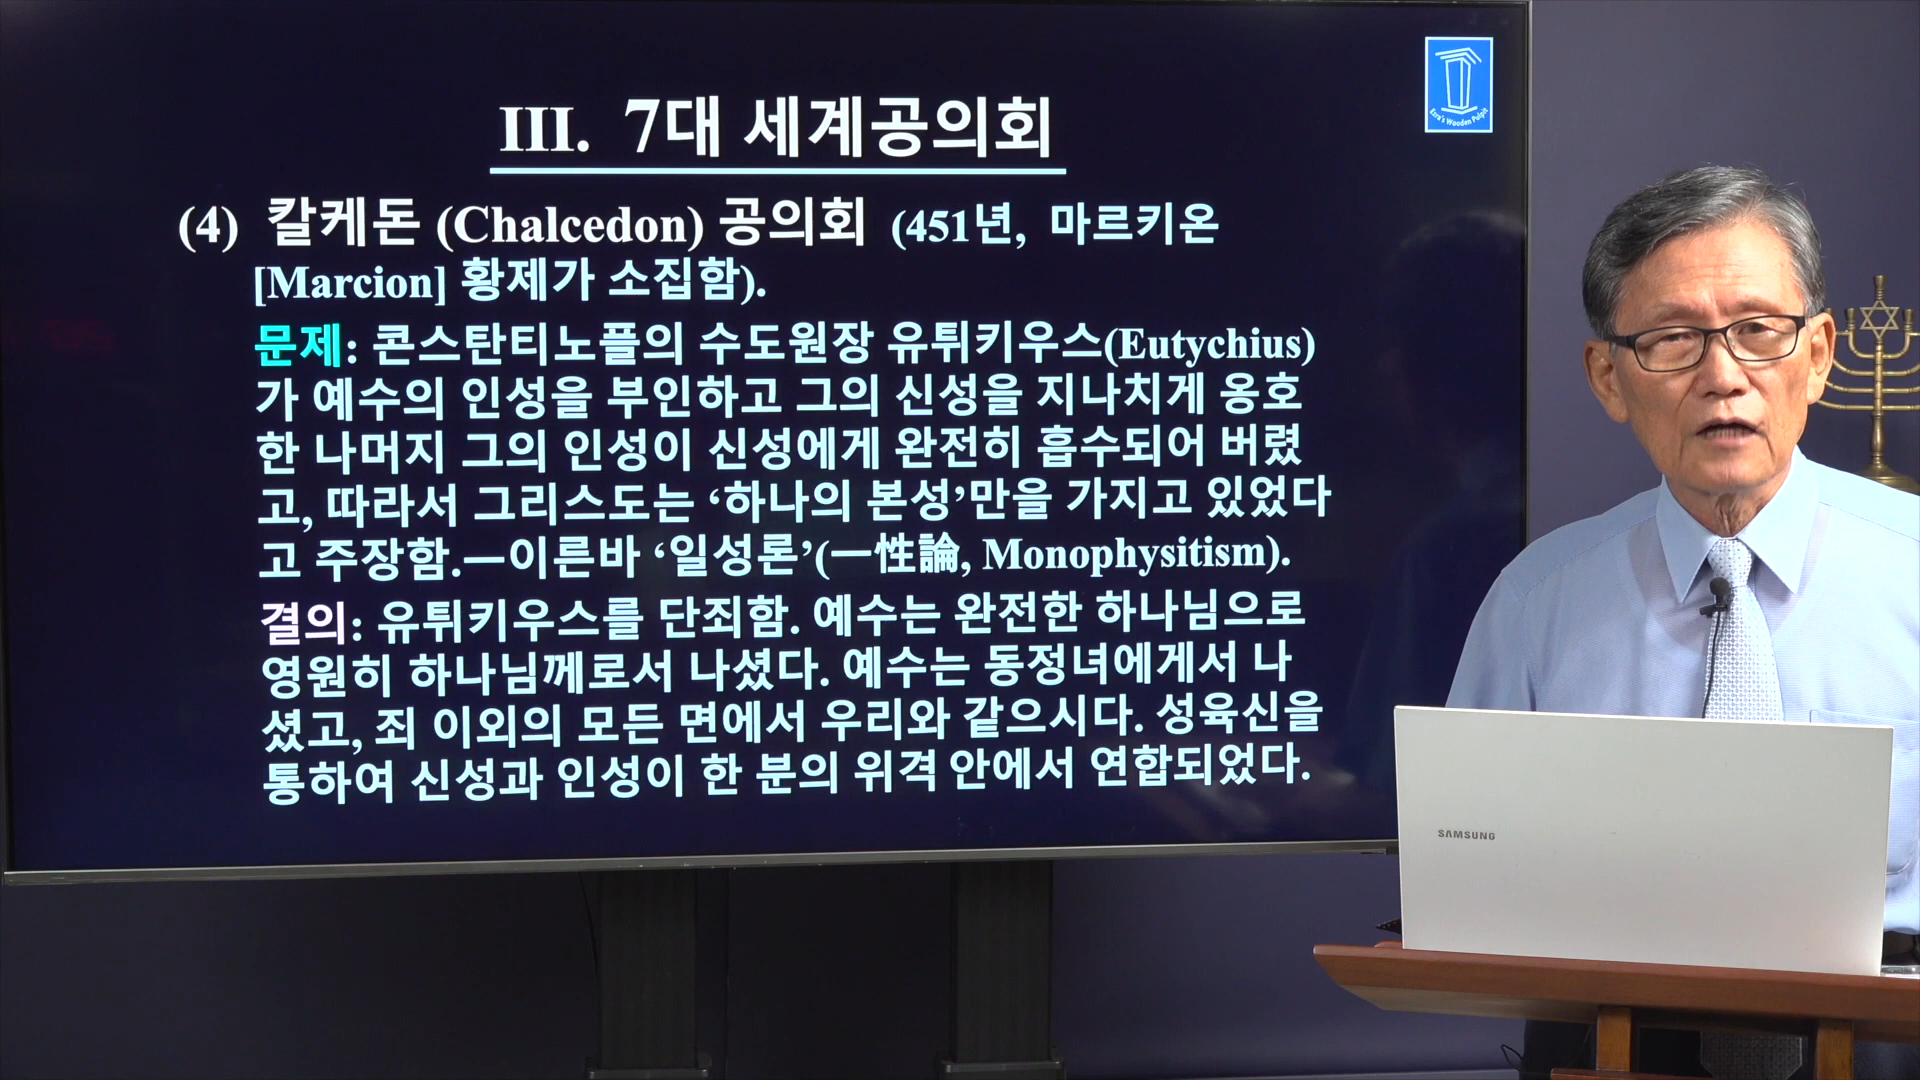 III. 7대 세계공의회
Ezra's Wooden Pulpit
(4) 칼케돈 (Chalcedon) 공의회 (451년, 마르키온
[Marcion] 황제가 소집함).
문제: 콘스탄티노플의 수도원장 유튀키우스(Eutychius)
가 예수의 인성을 부인하고 그의 신성을 지나치게 옹호
한 나머지 그의 인성이 신성에게 완전히 흡수되어 버렸
고, 따라서 그리스도는 ‘하나의 본성’만을 가지고 있었다
고 주장함.—이른바 ‘일성론’(一性論, Monophysitism).
결의: 유튀키우스를 단죄함. 예수는 완전한 하나님으로
영원히 하나님께로서 나셨다. 예수는 동정녀에게서 나
셨고, 죄 이외의 모든 면에서 우리와 같으시다. 성육신을
통하여 신성과 인성이 한 분의 위격 안에서 연합되었다.
SAMSUNG